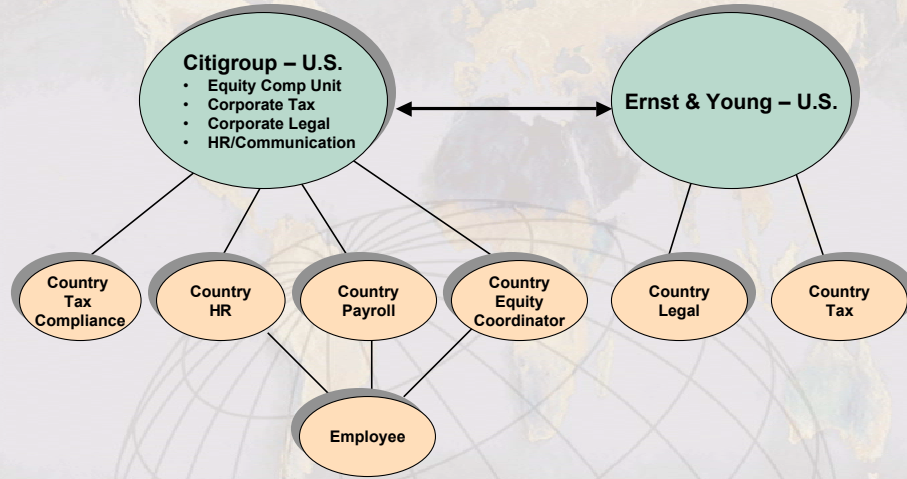 Citigroup – U.S.
• Equity Comp Unit
• Corporate Tax
• Corporate Legal
• HR/Communication
Ernst & Young – U.S.
Country
Tax
Compliance
Country
HR
Country
Payroll
Country
Equity
Coordinator
Country
Legal
Country
Tax
Employee